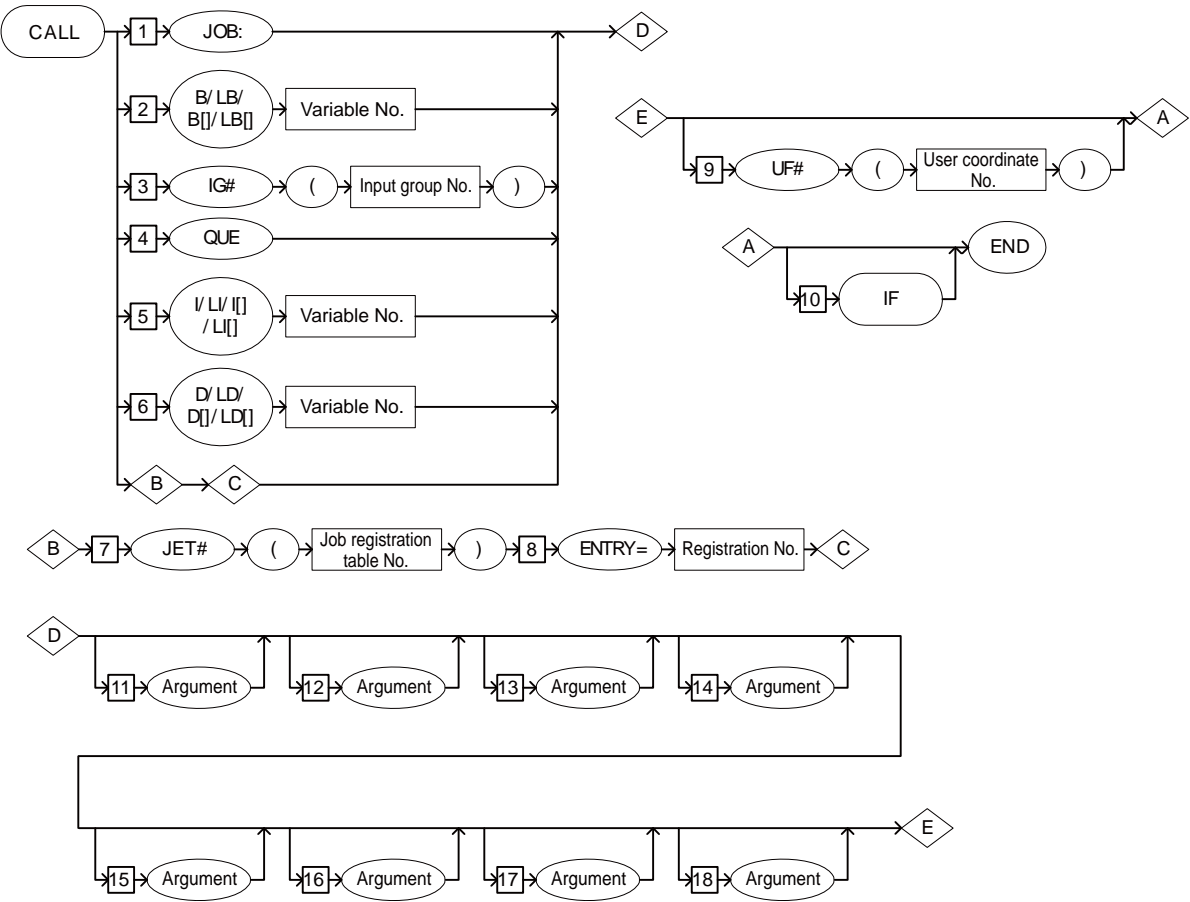 CALL
1
JOB:
D
2
B/ LB/
B[]/ LB[]
Variable No.
3
IG#
(
Input group No.
)
4
QUE
5
I/ LI/ I[]
/ LI[]
Variable No.
6
D/ LD/
D[]/ LD[]
Variable No.
B
C
E
A
9
UF#
(
User coordinate
No.
)
A
END
10
IF
B
7
JET#
(
Job registration
table No.
)
8
ENTRY=
Registration No.
C
D
11
Argument
12
Argument
13
Argument
14
Argument
15
Argument
16
Argument
17
Argument
18
Argument
E